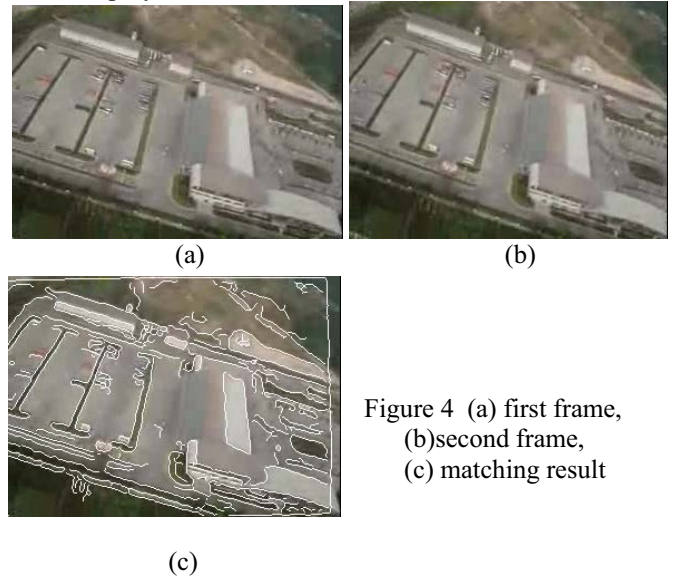 (a)
(b)
Figure 4 (a) first frame,
(b)second frame,
(c) matching result
(c)